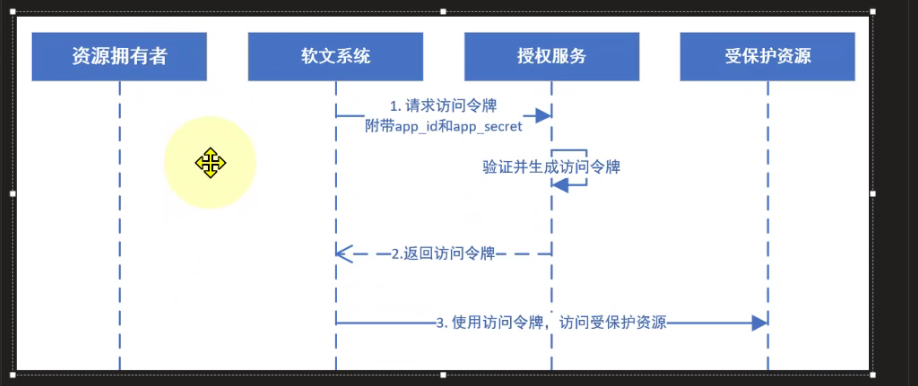 资源拥有者
软文系统
授权服务
受保护资源
1. 请求访问令牌
附带app_id和app_secret
验证并生成访问令牌
2.返回访问令牌
3. 使用访问令牌，访问受保护资源